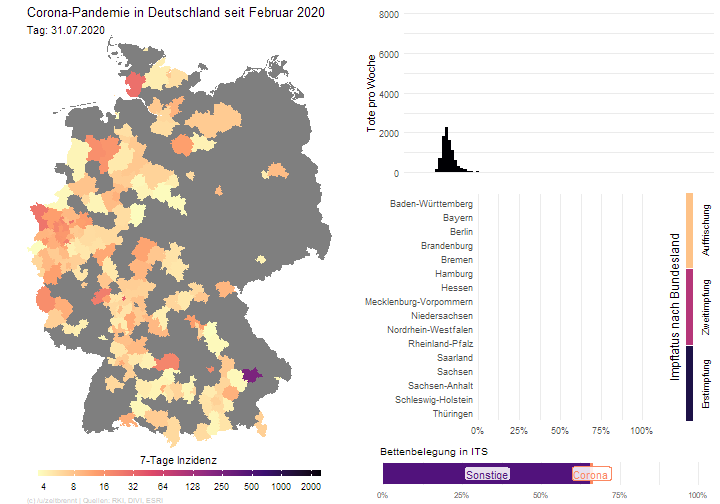 Corona-Pandemie in Deutschland seit Februar 2020
Tag: 31.07.2020
7-Tage Inzidenz
4 8 16 32 64 128 250 500 1000 2000
(c) /u/zeitbrennt | Quellen: RKI, DIVI, ESRI
Tote pro Woche
8000
6000
4000
2000
0
Baden-Württemberg
Bayern
Berlin
Brandenburg
Bremen
Hamburg
Hessen
Mecklenburg-Vorpommern
Niedersachsen
Nordrhein-Westfalen
Rheinland-Pfalz
Saarland
Sachsen
Sachsen-Anhalt
Schleswig-Holstein
Thüringen
0% 25% 50% 75% 100%
Impflatus nach Bundesland
Auffrischung
Zweitimpfung
Erstimpfung
Bettenbelegung in ITS
Sonstige
Corona
0% 25% 50% 75% 100%